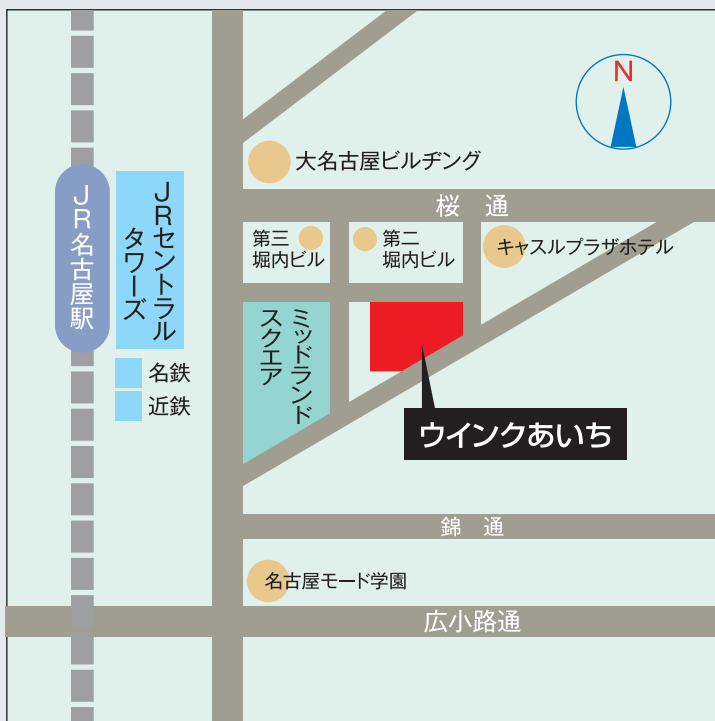 N
大名古屋ビルヂング
桜通
JR名古屋駅
JRセントラル
タワーズ
第三
堀内ビル
第二
堀内ビル
キャスルプラザホテル
ミッドランド
スクエア
名鉄
近鉄
ウインクあいち
錦通
名古屋モード学園
広小路通